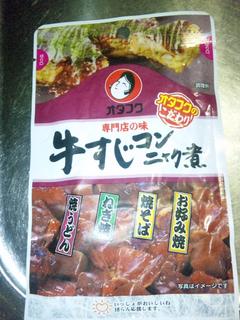 オタフクの
こだわり
オタフク
専門店の味
牛すじコン
ニャク煮
お好み焼
焼そば
ねぎ焼
焼うどん
写真はイメージです